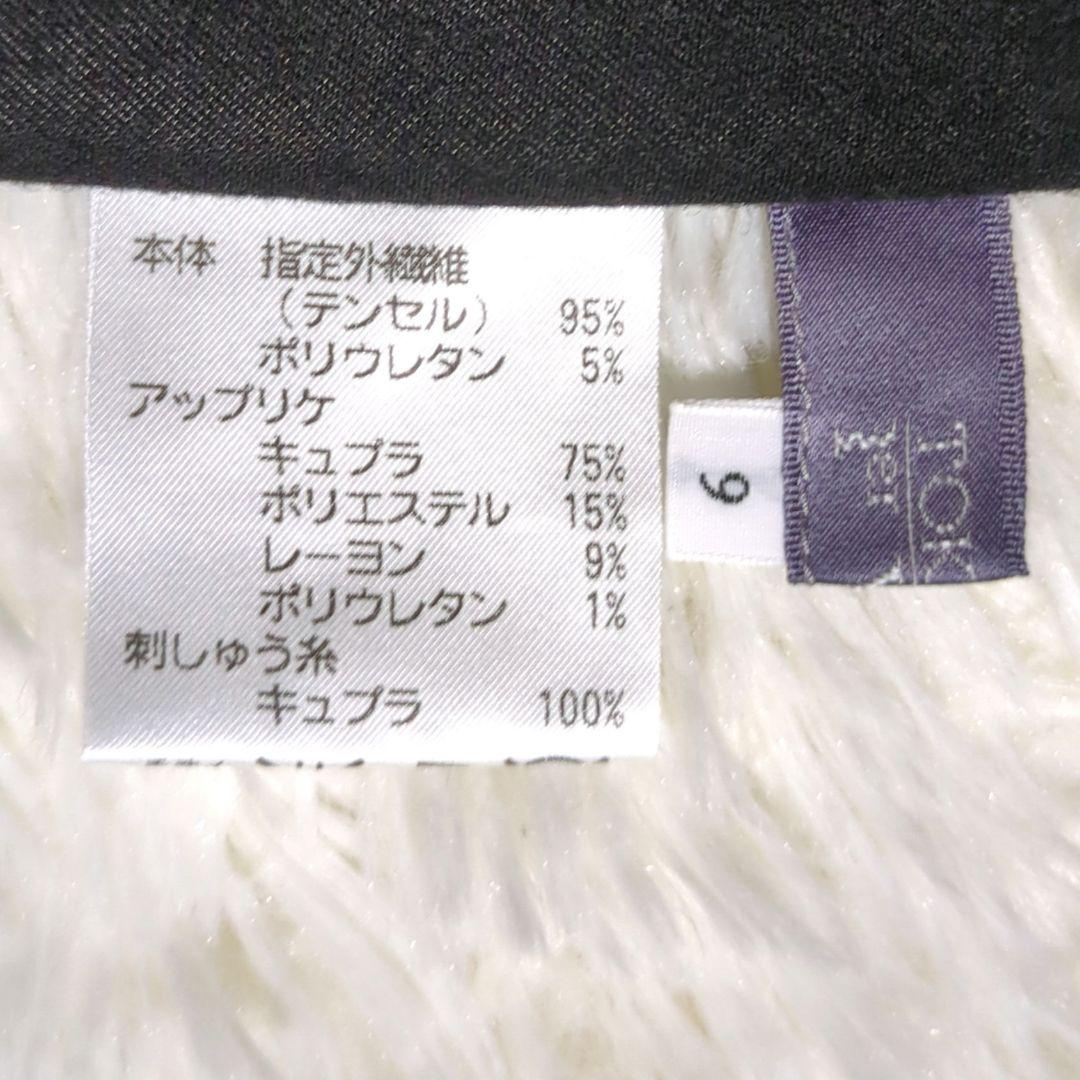 本体 指定外繊維
(テンセル) 95%
ポリウレタン 5%
アップリケ
キュプラ 75%
ポリエステル 15%
レーヨン 9%
ポリウレタン 1%
刺しゅう糸
キュプラ 100%
9
TOK